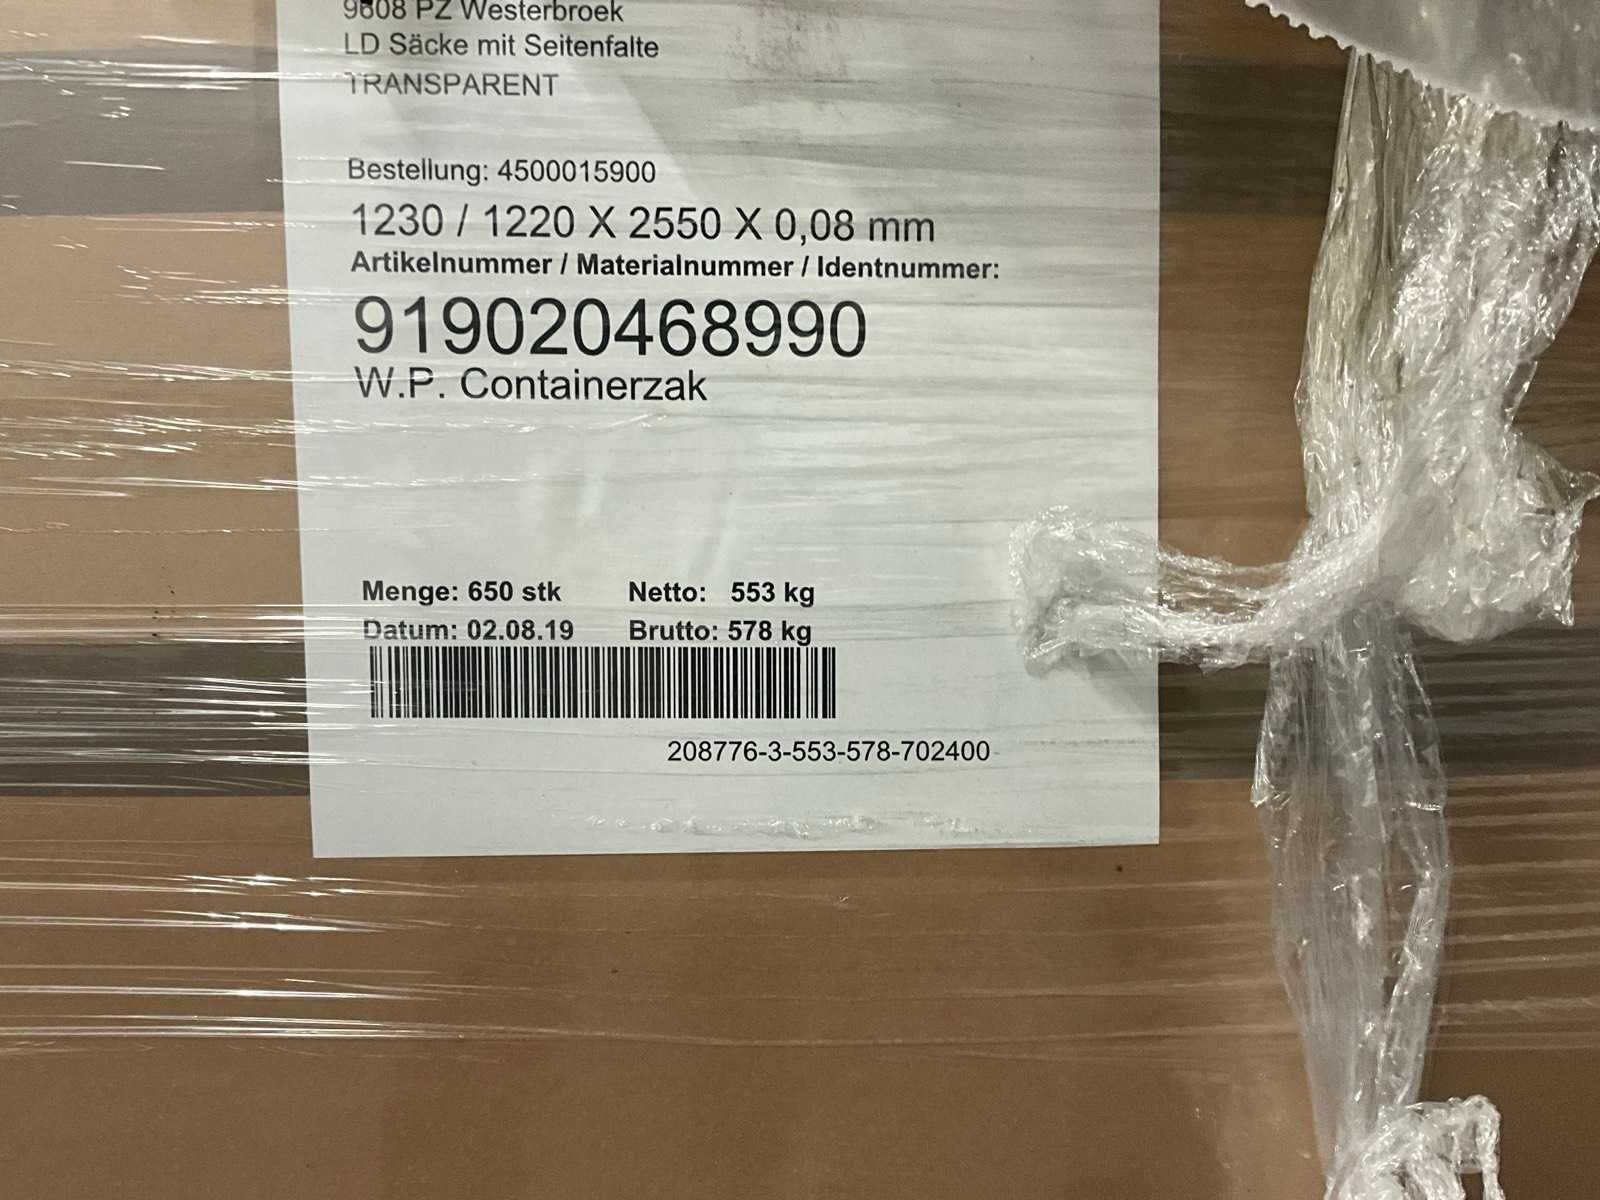 9608 PZ Westerbroek
LD Säcke mit Seitenfalte
TRANSPARENT
Bestellung: 4500015900
1230 / 1220 X 2550 X 0,08 mm
Artikelnummer / Materialnummer / Identnummer:
919020468990
W.P. Containerzak
Menge: 650 stk Netto: 553 kg
Datum: 02.08.19 Brutto: 578 kg
208776-3-553-578-702400